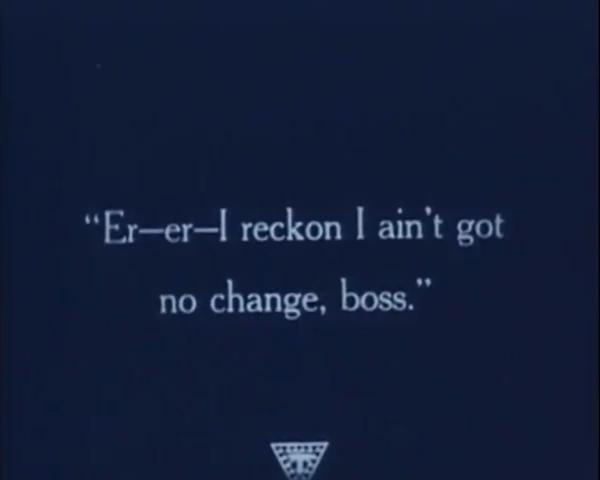 “Er—er—I reckon I ain't got
no change, boss.”